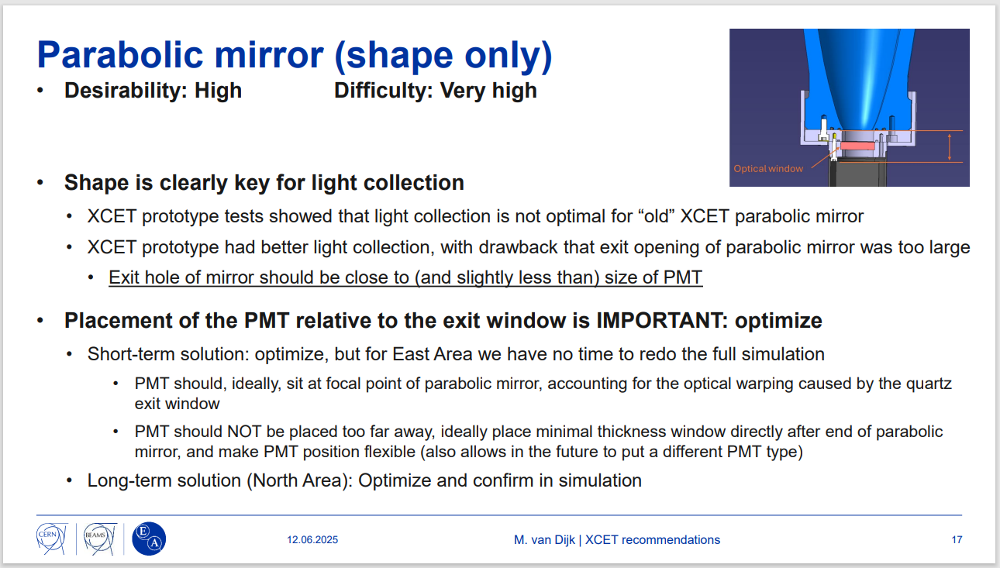 Parabolic mirror (shape only)
• Desirability: High Difficulty: Very high
Optical window
• Shape is clearly key for light collection
• XCET prototype tests showed that light collection is not optimal for “old” XCET parabolic mirror
• XCET prototype had better light collection, with drawback that exit opening of parabolic mirror was too large
• Exit hole of mirror should be close to (and slightly less than) size of PMT
• Placement of the PMT relative to the exit window is IMPORTANT: optimize
• Short-term solution: optimize, but for East Area we have no time to redo the full simulation
• PMT should, ideally, sit at focal point of parabolic mirror, accounting for the optical warping caused by the quartz
exit window
• PMT should NOT be placed too far away, ideally place minimal thickness window directly after end of parabolic
mirror, and make PMT position flexible (also allows in the future to put a different PMT type)
• Long-term solution (North Area): Optimize and confirm in simulation
CERN BEAMS E A 12.06.2025 M. van Dijk | XCET recommendations 17